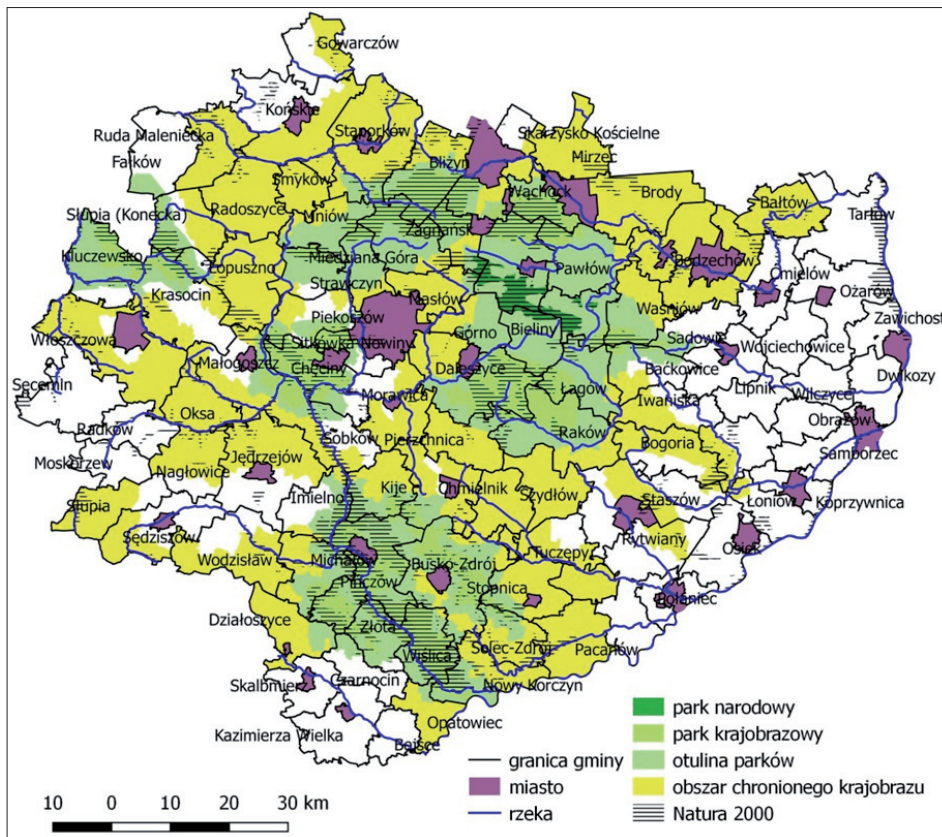 Gowarczów
Końskie
Ruda Maleniecka
Stąporków
Skarżysko Kościelne
Fałków
Bliżyn
Mirzec
Smyków
Wąchock
Brody
Słupia (Konecka)
Radoszyce
Mniów
Bałtów
Zagnańsk
Tarłów
Kluczewsko
Łopuszno
Miedziana Góra
Pawłów
Bodzechów
Strawczyn
Ćmielów
Krasocin
Masłów
Ożarów
Piekoszów
Waśniów
Zawichost
Włoszczowa
Sitkówka-Nowiny
Górno
Bieliny
Sadowie
Wojciechowice
Małogoszcz
Chęciny
Daleszyce
Baćkowice
Dwikozy
Secemin
Morawica
Łagów
Lipnik
Wilczyce
Oksa
Iwaniska
Radków
Sobków
Pierzchnica
Raków
Obrazów
Moskorzew
Jędrzejów
Bogoria
Samborzec
Nagłowice
Słupia
Imielno
Kije
Chmielnik
Szydłów
Staszów
Łoniów
Koprzywnica
Sędziszów
Rytwiany
Osiek
Wodzisław
Michałów
Busko-Zdrój
Tuczępy
Pińczów
Stopnica
Połaniec
Działoszyce
Złota
Wiślica
Solec-Zdrój
Pacanów
Skalbmierz
Czarnocin
Nowy Korczyn
Kazimierza Wielka
Opatowiec
Bejsce
granica gminy
miasto
rzeka
park narodowy
park krajobrazowy
otulina parków
obszar chronionego krajobrazu
Natura 2000
10 0 10 20 30 km